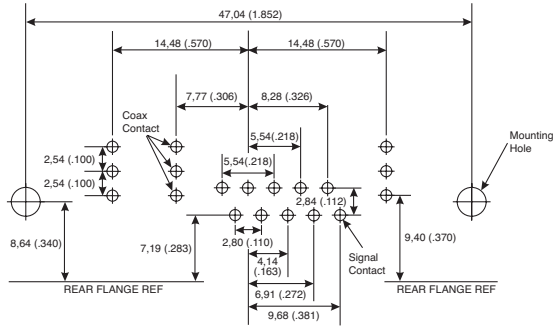 47,04 (1.852)
14,48 (.570)
14,48 (.570)
7,77 (.306)
8,28 (.326)
Coax
Contact
5,54(.218)
Mounting
Hole
2,54 (.100)
5,54(.218)
2,54 (.100)
2,84 (.112)
8,64 (.340)
7,19 (.283)
2,80 (.110)
Signal
Contact
9,40 (.370)
4,14
(.163)
REAR FLANGE REF
6,91 (.272)
REAR FLANGE REF
9,68 (.381)